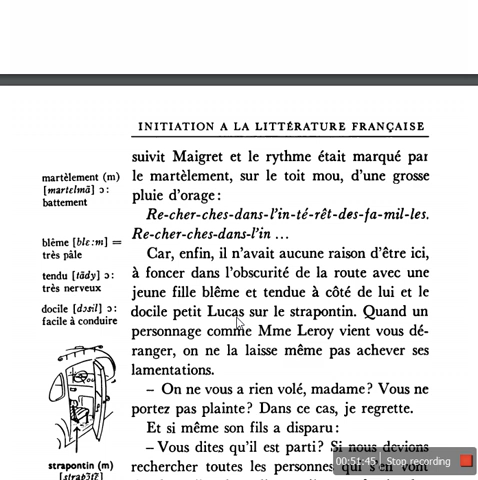 INITIATION A LA LITTÉRATURE FRANÇAISE
suivit Maigret et le rythme était marqué par
le martèlement, sur le toit mou, d'une grosse
pluie d'orage :
Re-cher-ches-dans-l'in-té-rêt-des-fa-mil-les.
Re-cher-ches-dans-l'in ...
Car, enfin, il n'avait aucune raison d'être ici,
à foncer dans l'obscurité de la route avec une
jeune fille blême et tendue à côté de lui et le
docile petit Lucas sur le strapontin. Quand un
personnage comme Mme Leroy vient vous dé-
ranger, on ne la laisse même pas achever ses
lamentations.
– On ne vous a rien volé, madame? Vous ne
portez pas plainte? Dans ce cas, je regrette.
Et si même son fils a disparu :
– Vous dites qu'il est parti? Si nous devions
rechercher toutes les personnes qui s'en vont
martèlement (m)
[martɛlmɑ̃] ɔ:
battement
blême [blɛ:m] =
très pâle
tendu [tɑ̃dy] ɔ:
très nerveux
docile [dɔsil] ɔ:
facile à conduire
strapontin (m)
[strapɔ̃tɛ̃]
00:51:45 Stop recording